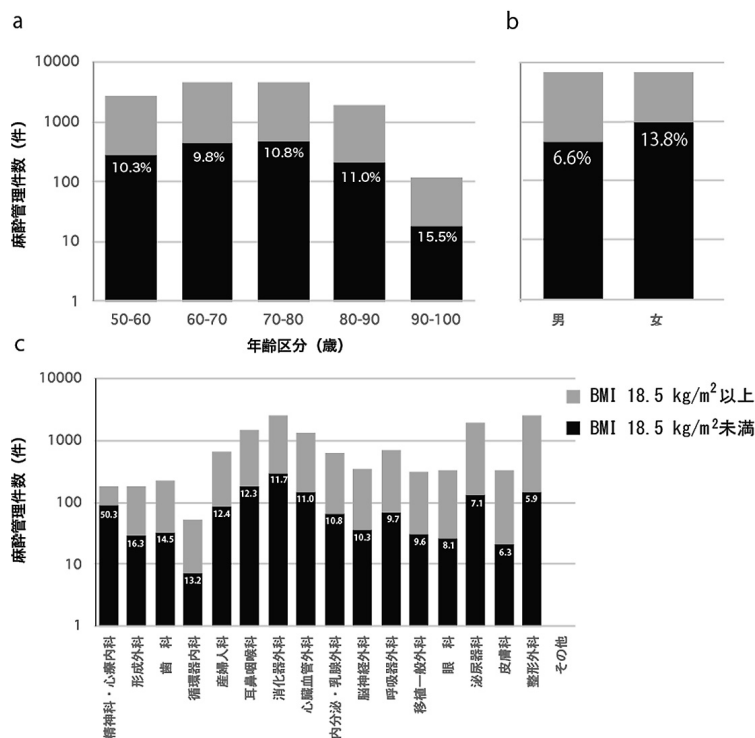 a
10000
1000
100
10
1
麻酔管理件数（件）
10.3%
9.8%
10.8%
11.0%
15.5%
50-60
60-70
70-80
80-90
90-100
年齢区分（歳）
b
6.6%
13.8%
男
女
c
10000
1000
100
10
1
麻酔管理件数（件）
50.3
16.3
14.5
13.2
12.4
12.3
11.7
11.0
10.8
10.3
9.7
9.6
8.1
7.1
6.3
5.9
精神科・心療内科
形成外科
歯 科
循環器内科
産婦人科
耳鼻咽喉科
消化器外科
心臓血管外科
内分泌・乳腺外科
脳神経外科
呼吸器外科
移植一般外科
眼 科
泌尿器科
皮膚科
整形外科
その他
BMI 18.5 kg/m²以上
BMI 18.5 kg/m²未満